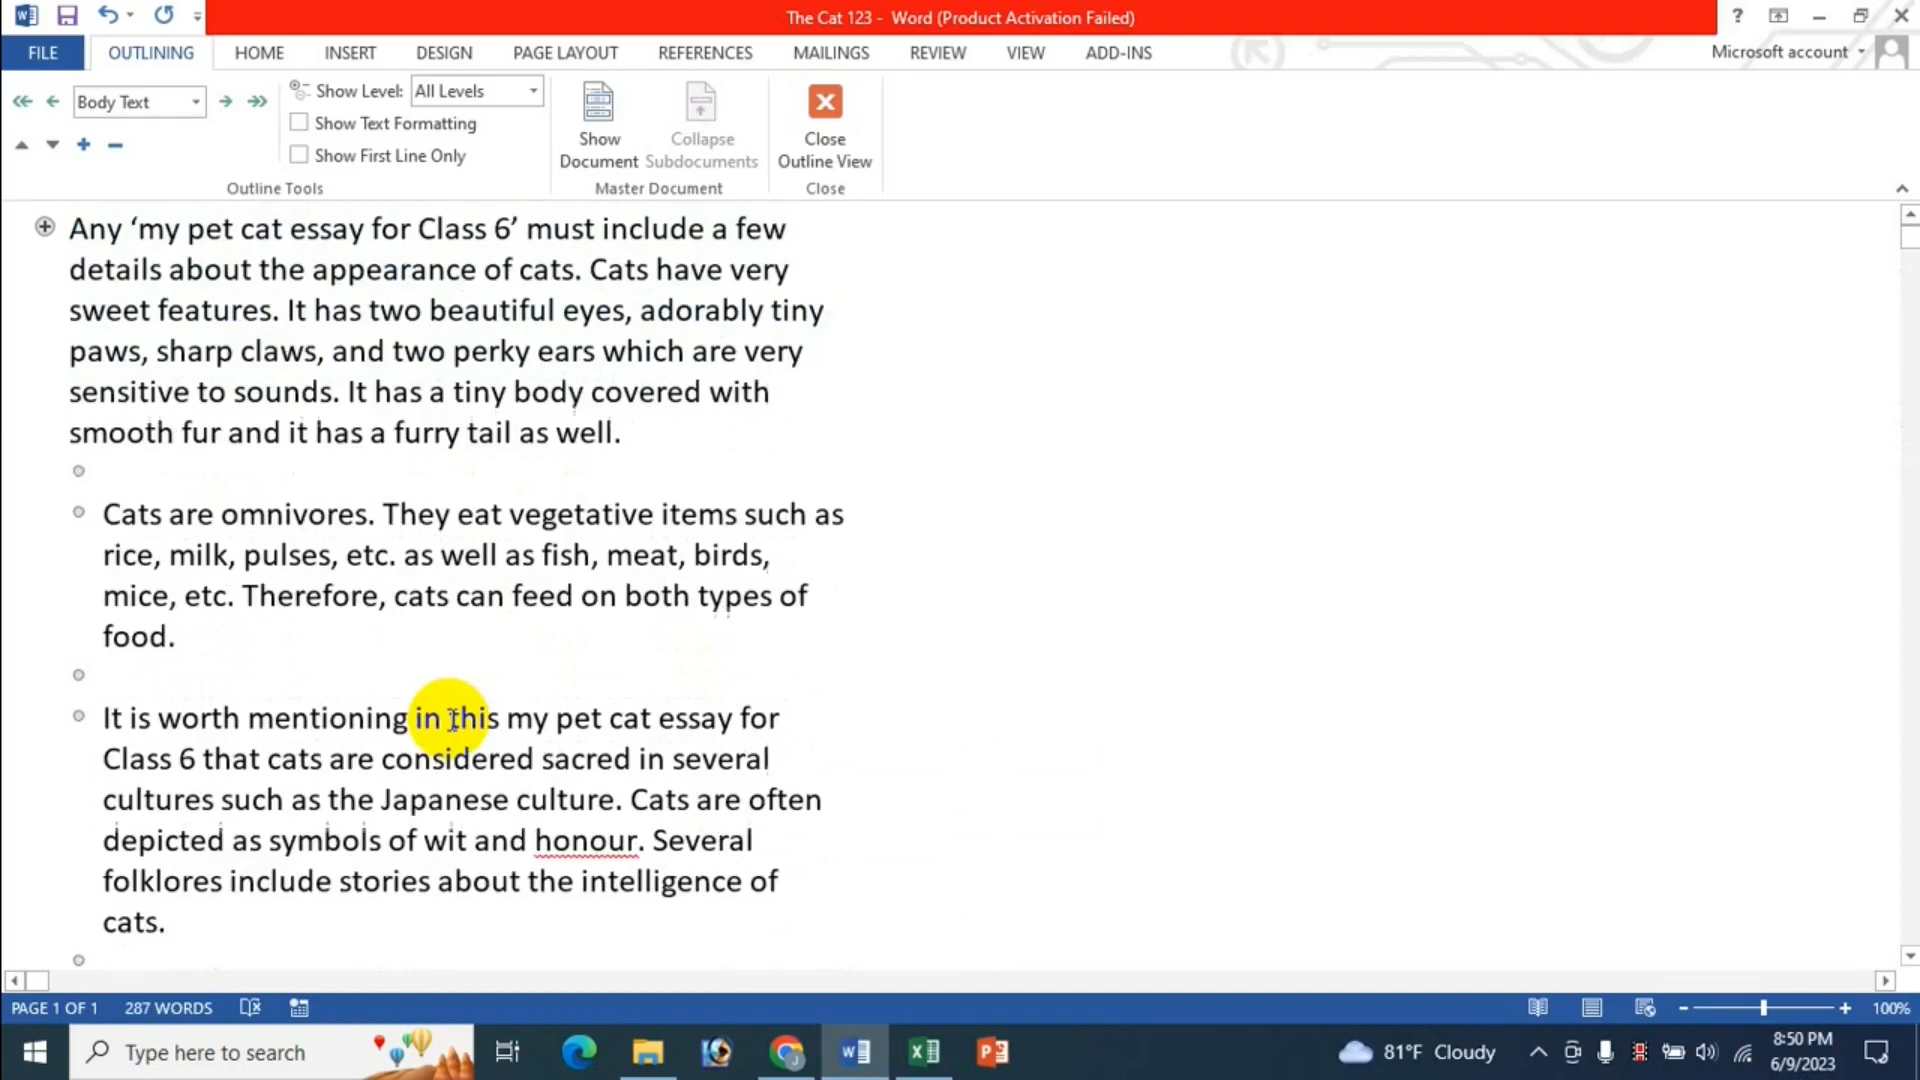 The Cat 123 - Word (Product Activation Failed)
?
FILE OUTLINING HOME INSERT DESIGN PAGE LAYOUT REFERENCES MAILINGS REVIEW VIEW ADD-INS Microsoft account
Body Text
Show Level: All Levels
Show Text Formatting
Show First Line Only
Outline Tools
Show Document
Collapse Subdocuments
Master Document
Close Outline View
Close
Any ‘my pet cat essay for Class 6’ must include a few
details about the appearance of cats. Cats have very
sweet features. It has two beautiful eyes, adorably tiny
paws, sharp claws, and two perky ears which are very
sensitive to sounds. It has a tiny body covered with
smooth fur and it has a furry tail as well.
Cats are omnivores. They eat vegetative items such as
rice, milk, pulses, etc. as well as fish, meat, birds,
mice, etc. Therefore, cats can feed on both types of
food.
It is worth mentioning in this my pet cat essay for
Class 6 that cats are considered sacred in several
cultures such as the Japanese culture. Cats are often
depicted as symbols of wit and honour. Several
folklores include stories about the intelligence of
cats.
PAGE 1 OF 1 287 WORDS 100%
Type here to search 81°F Cloudy 8:50 PM
6/9/2023